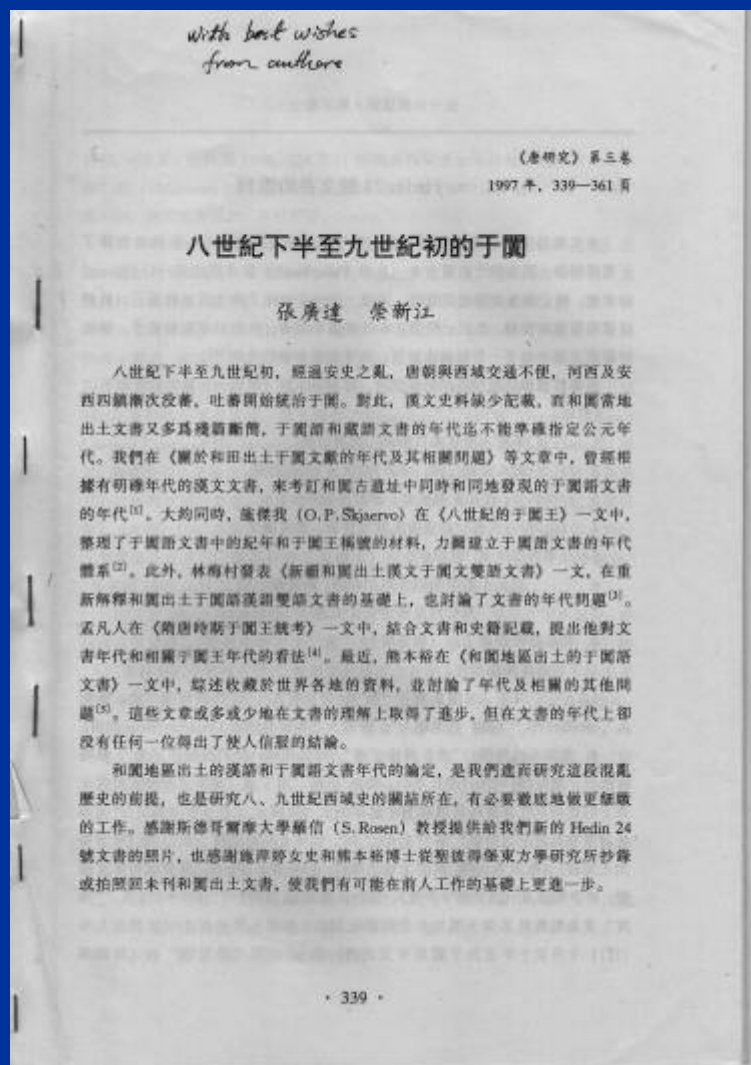 with best wishes
from authors
《唐研究》第三卷
1997 年，339—361 頁
八世紀下半至九世紀初的于闐
張廣達 榮新江
八世紀下半至九世紀初，經過安史之亂，唐朝與西域交通不便，河西及安
西四鎮漸次没蕃，吐蕃開始統治于闐。對此，漢文史料缺少記載，而和闐當地
出土文書又多爲殘篇斷簡，于闐語和藏語文書的年代迄不能準確指定公元年
代。我們在《關於和田出土于闐文獻的年代及其相關問題》等文章中，曾經根
據有明確年代的漢文文書，來考訂和闐古遺址中同時和同地發現的于闐語文書
的年代[1]。大約同時，施傑我（O. P. Skjaervo）在《八世紀的于闐王》一文中，
整理了于闐語文書中的紀年和于闐王稱號的材料，力圖建立于闐語文書的年代
體系[2]。此外，林梅村發表《新疆和闐出土漢文于闐文雙語文書》一文，在重
新解釋和闐出土于闐語漢語雙語文書的基礎上，也討論了文書的年代問題[3]。
孟凡人在《隋唐時期于闐王統考》一文中，結合文書和史籍記載，提出他對文
書年代和相關于闐王年代的看法[4]。最近，熊本裕在《和闐地區出土的于闐語
文書》一文中，綜述收藏於世界各地的資料，並討論了年代及相關的其他問
題[5]。這些文章或多或少地在文書的理解上取得了進步，但在文書的年代上卻
没有任何一位得出了使人信服的結論。
和闐地區出土的漢語和于闐語文書年代的論定，是我們進而研究這段混亂
歷史的前提，也是研究八、九世紀西域史的關鍵所在，有必要徹底地做更細緻
的工作。感謝斯德哥爾摩大學羅信（S. Rosen）教授提供給我們新的 Hedin 24
號文書的照片，也感謝施萍婷女史和熊本裕博士從聖彼得堡東方學研究所抄録
或拍照回未刊和闐出土文書，使我們有可能在前人工作的基礎上更進一步。
· 339 ·